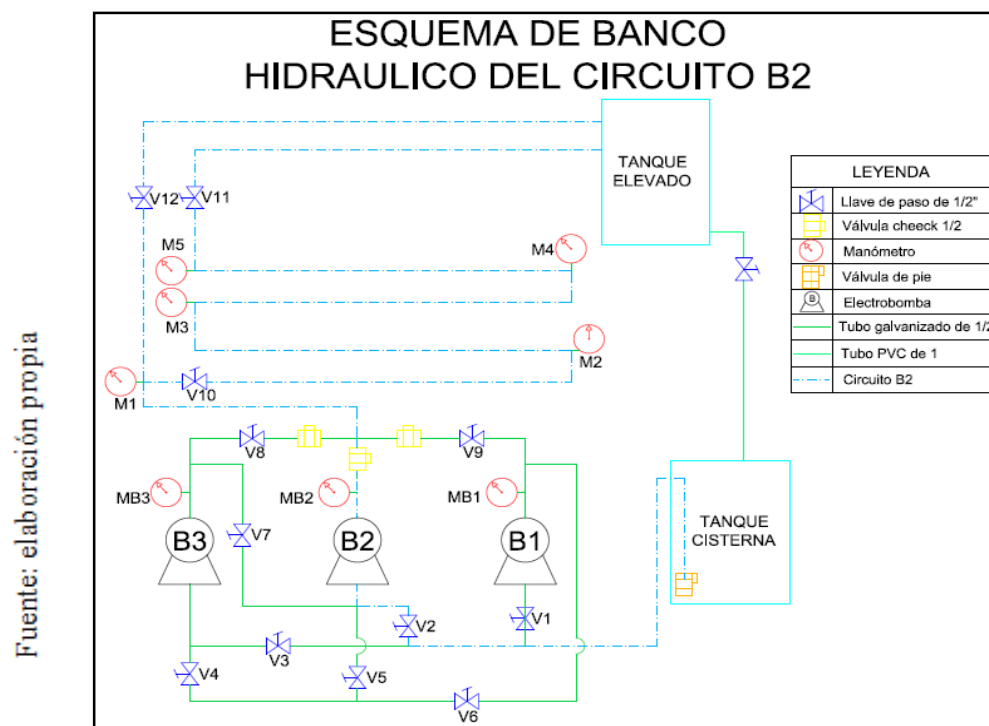 ESQUEMA DE BANCO
HIDRAULICO DEL CIRCUITO B2
TANQUE
ELEVADO
LEYENDA
Llave de paso de 1/2"
Válvula cheeck 1/2
Manómetro
Válvula de pie
B
Electrobomba
Tubo galvanizado de 1/2
Tubo PVC de 1
Circuito B2
V12
V11
M5
M4
M3
M2
M1
V10
V8
V9
MB3
MB2
MB1
V7
B3
B2
B1
TANQUE
CISTERNA
V1
V2
V3
V4
V5
V6
Fuente: elaboración propia